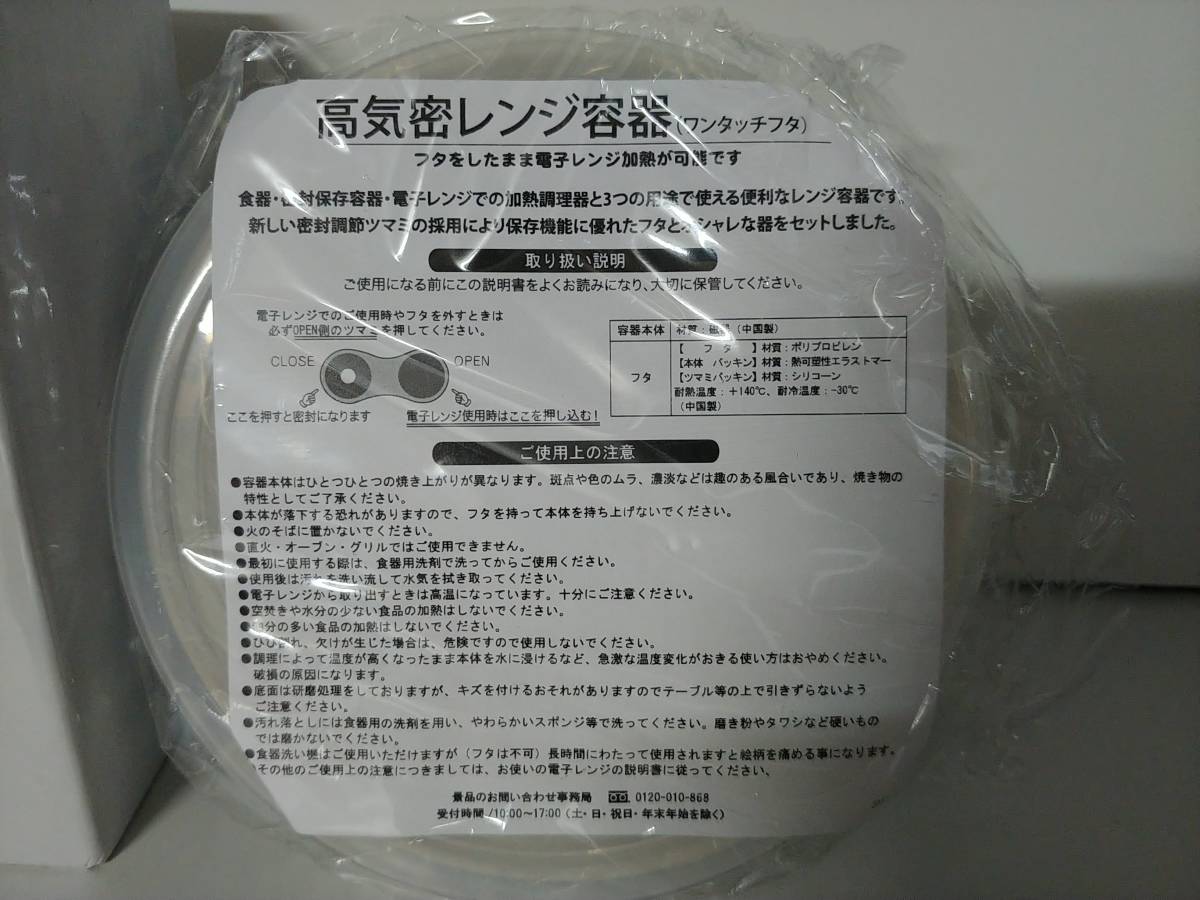 高気密レンジ容器(ワンタッチフタ)
フタをしたまま電子レンジ加熱が可能です
食器・密封保存容器・電子レンジでの加熱調理器と3つの用途で使える便利なレンジ容器です。
新しい密封調節ツマミの採用により保存機能に優れたフタとオシャレな器をセットしました。
取り扱い説明
ご使用になる前にこの説明書をよくお読みになり、大切に保管してください。
電子レンジでのご使用時やフタを外すときは
必ずOPEN側のツマミを押してください。
CLOSE OPEN
ここを押すと密封になります 電子レンジ使用時はここを押し込む!
容器本体 材質:磁器(中国製)
フタ
【 フタ 】材質:ポリプロピレン
【本体 パッキン】材質:熱可塑性エラストマー
【ツマミパッキン】材質:シリコーン
耐熱温度:+140℃、耐冷温度:-30℃
(中国製)
ご使用上の注意
●容器本体はひとつひとつの焼き上がりが異なります。斑点や色のムラ、濃淡などは趣のある風合いであり、焼き物の
特性としてご了承ください。
●本体が落下する恐れがありますので、フタを持って本体を持ち上げないでください。
●火のそばに置かないでください。
●直火・オーブン・グリルではご使用できません。
●最初に使用する際は、食器用洗剤で洗ってからご使用ください。
●使用後は汚れを洗い流して水気を拭き取ってください。
●電子レンジから取り出すときは高温になっています。十分にご注意ください。
●空焚きや水分の少ない食品の加熱はしないでください。
●分の多い食品の加熱はしないでください。
●ひび割れ、欠けが生じた場合は、危険ですので使用しないでください。
●調理によって温度が高くなったまま本体を水に浸けるなど、急激な温度変化がおきる使い方はおやめください。
破損の原因になります。
●底面は研磨処理をしておりますが、キズを付けるおそれがありますのでテーブル等の上で引きずらないよう
ご注意ください。
●汚れ落としには食器用の洗剤を用い、やわらかいスポンジ等で洗ってください。磨き粉やタワシなど硬いもの
では磨かないでください。
●食器洗い機はご使用いただけますが(フタは不可)長時間にわたって使用されますと絵柄を痛める事になります。
●その他のご使用上の注意につきましては、お使いの電子レンジの説明書に従ってください、
景品のお問い合わせ事務局 0120-010-868
受付時間/10:00~17:00(土・日・祝日・年末年始を除く)